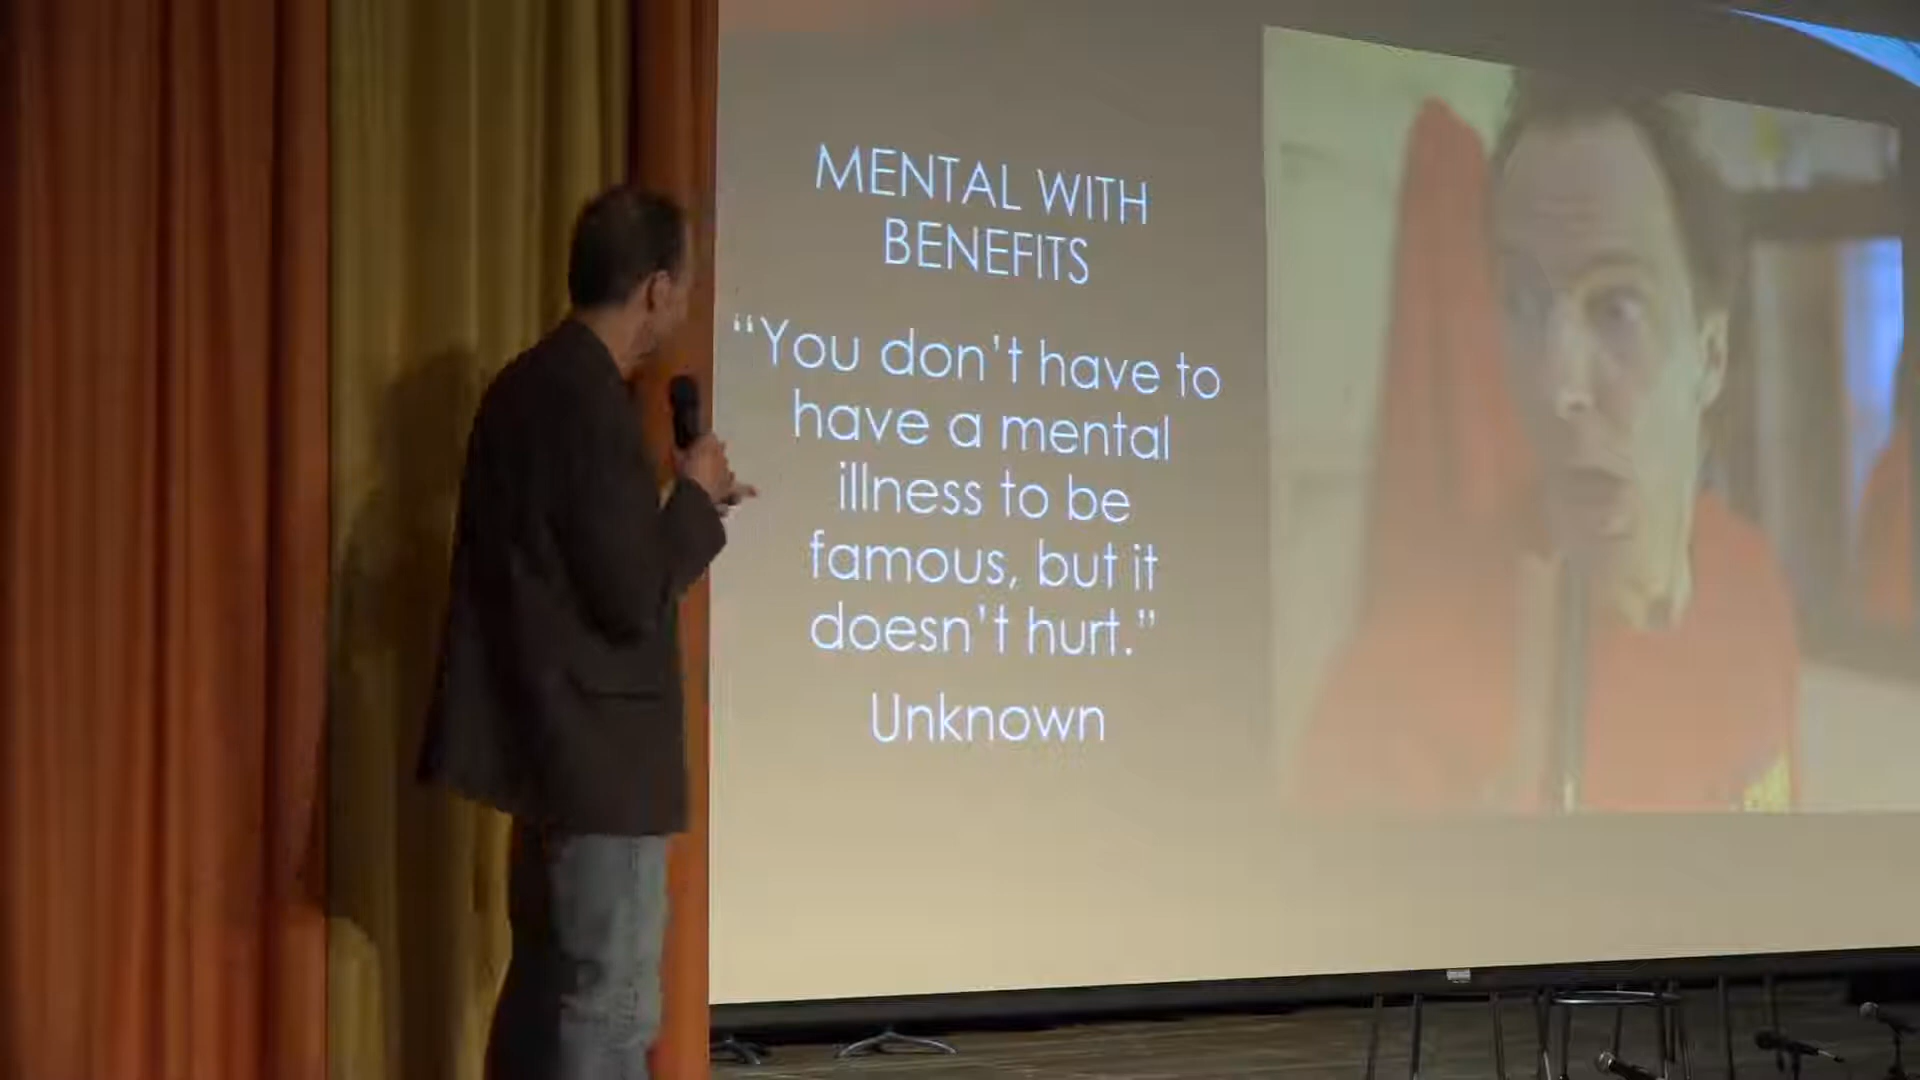 MENTAL WITH
BENEFITS
“You don't have to
have a mental
illness to be
famous, but it
doesn't hurt.”
Unknown